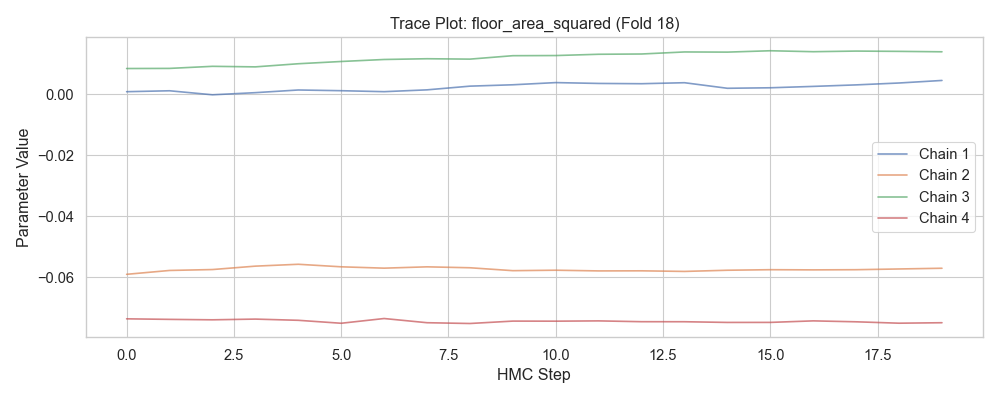 Trace Plot: floor_area_squared (Fold 18)
Parameter Value
0.00
−0.02
−0.04
−0.06
Chain 1
Chain 2
Chain 3
Chain 4
0.0 2.5 5.0 7.5 10.0 12.5 15.0 17.5
HMC Step